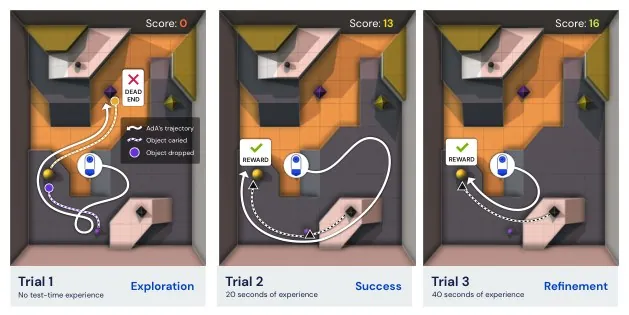 Score: 0
DEAD
END
AdA's trajectory
Object caried
Object dropped
Trial 1
No test-time experience
Exploration
Score: 13
REWARD
Trial 2
20 seconds of experience
Success
Score: 16
REWARD
Trial 3
40 seconds of experience
Refinement